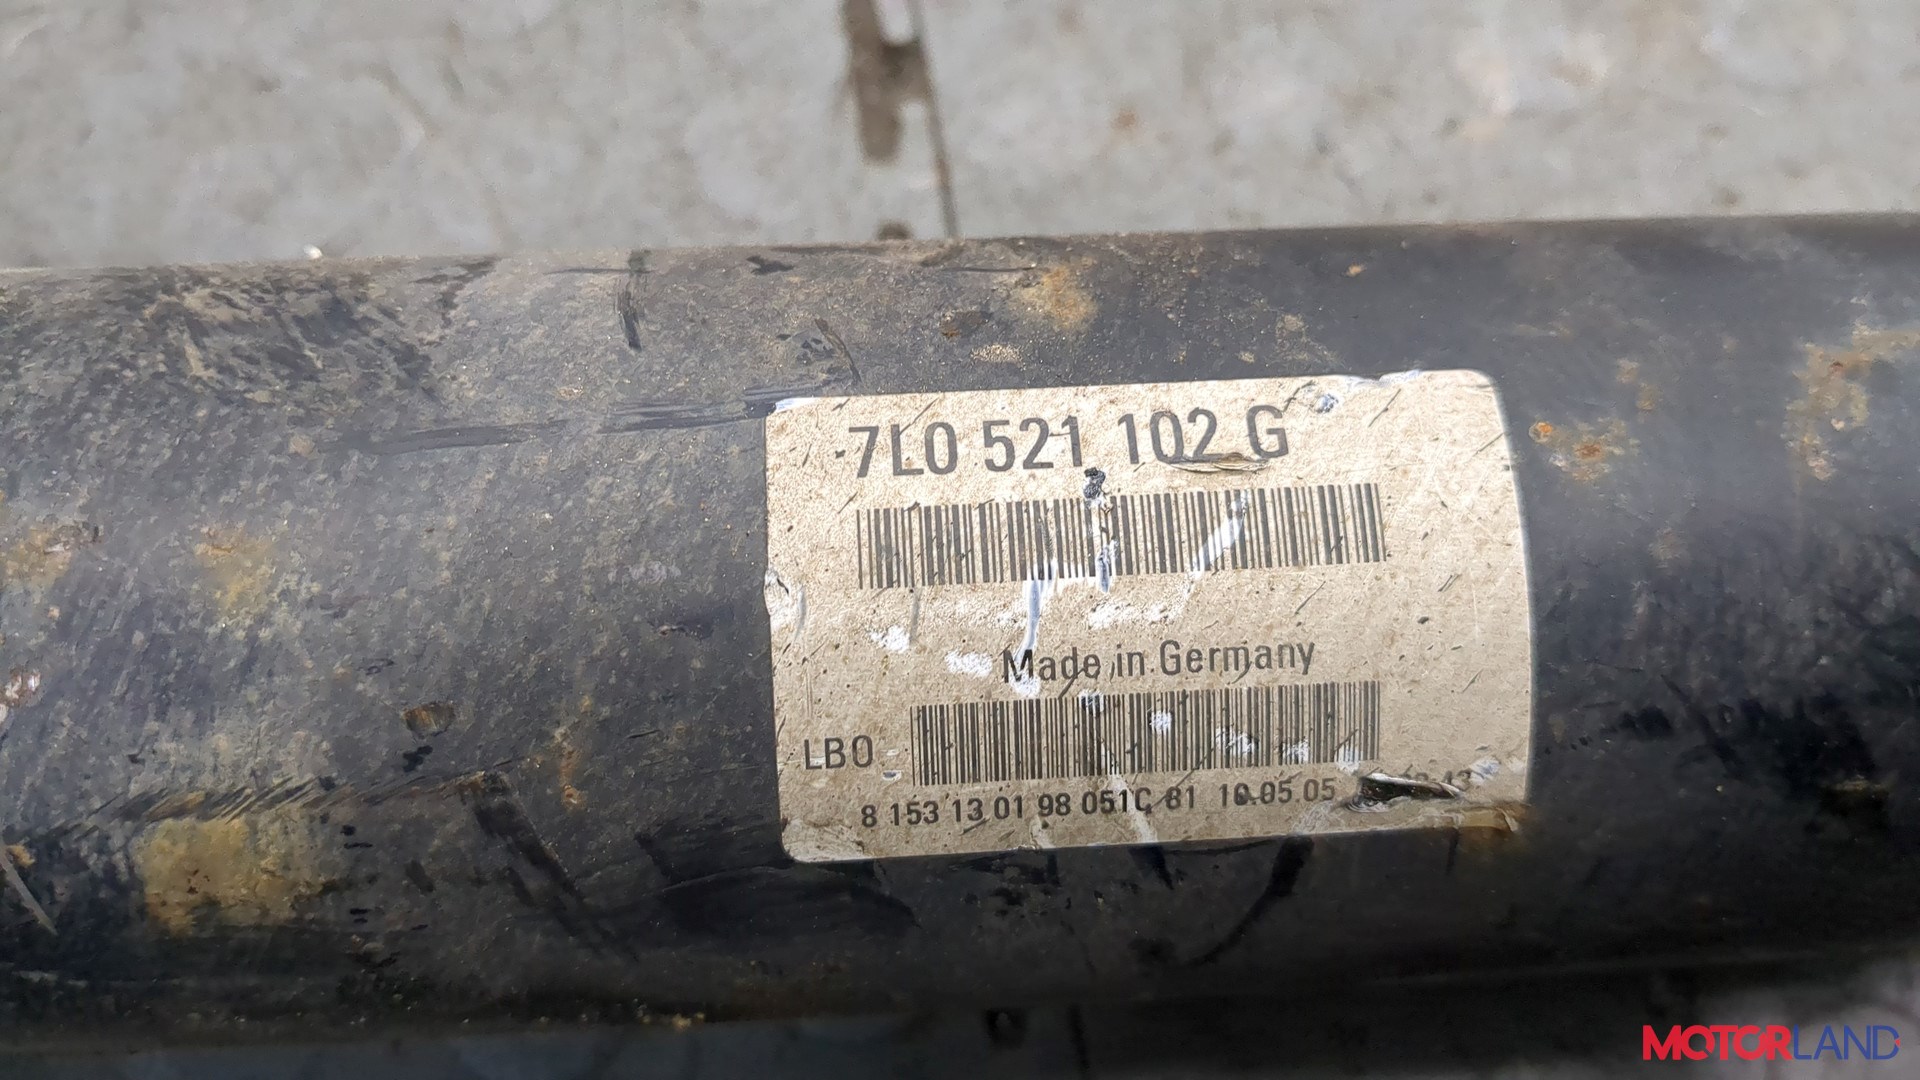 7L0 521 102 G
Made in Germany
LBO
8 153 13 01 98 051C 81 10.05.05
MOTORLAND